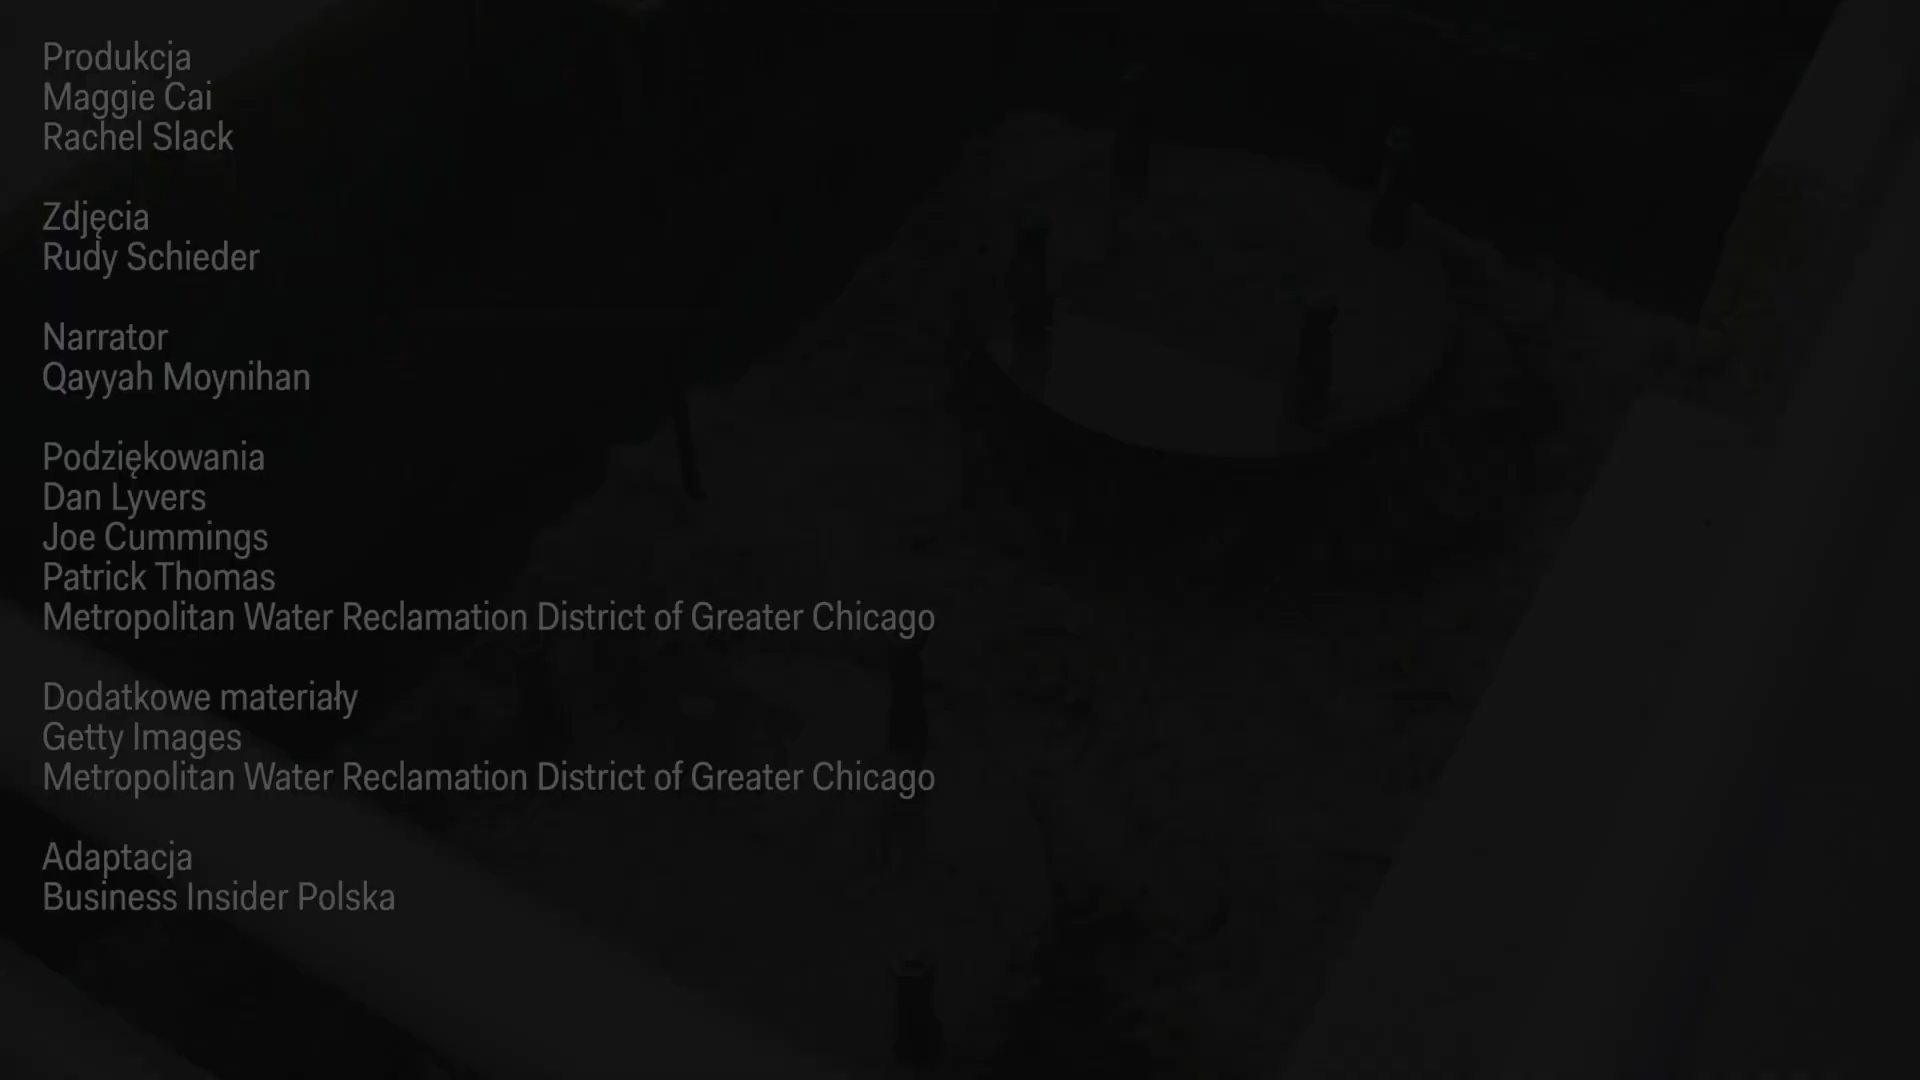 Produkcja
Maggie Cai
Rachel Slack
Zdjęcia
Rudy Schieder
Narrator
Qayyah Moynihan
Podziękowania
Dan Lyvers
Joe Cummings
Patrick Thomas
Metropolitan Water Reclamation District of Greater Chicago
Dodatkowe materiały
Getty Images
Metropolitan Water Reclamation District of Greater Chicago
Adaptacja
Business Insider Polska